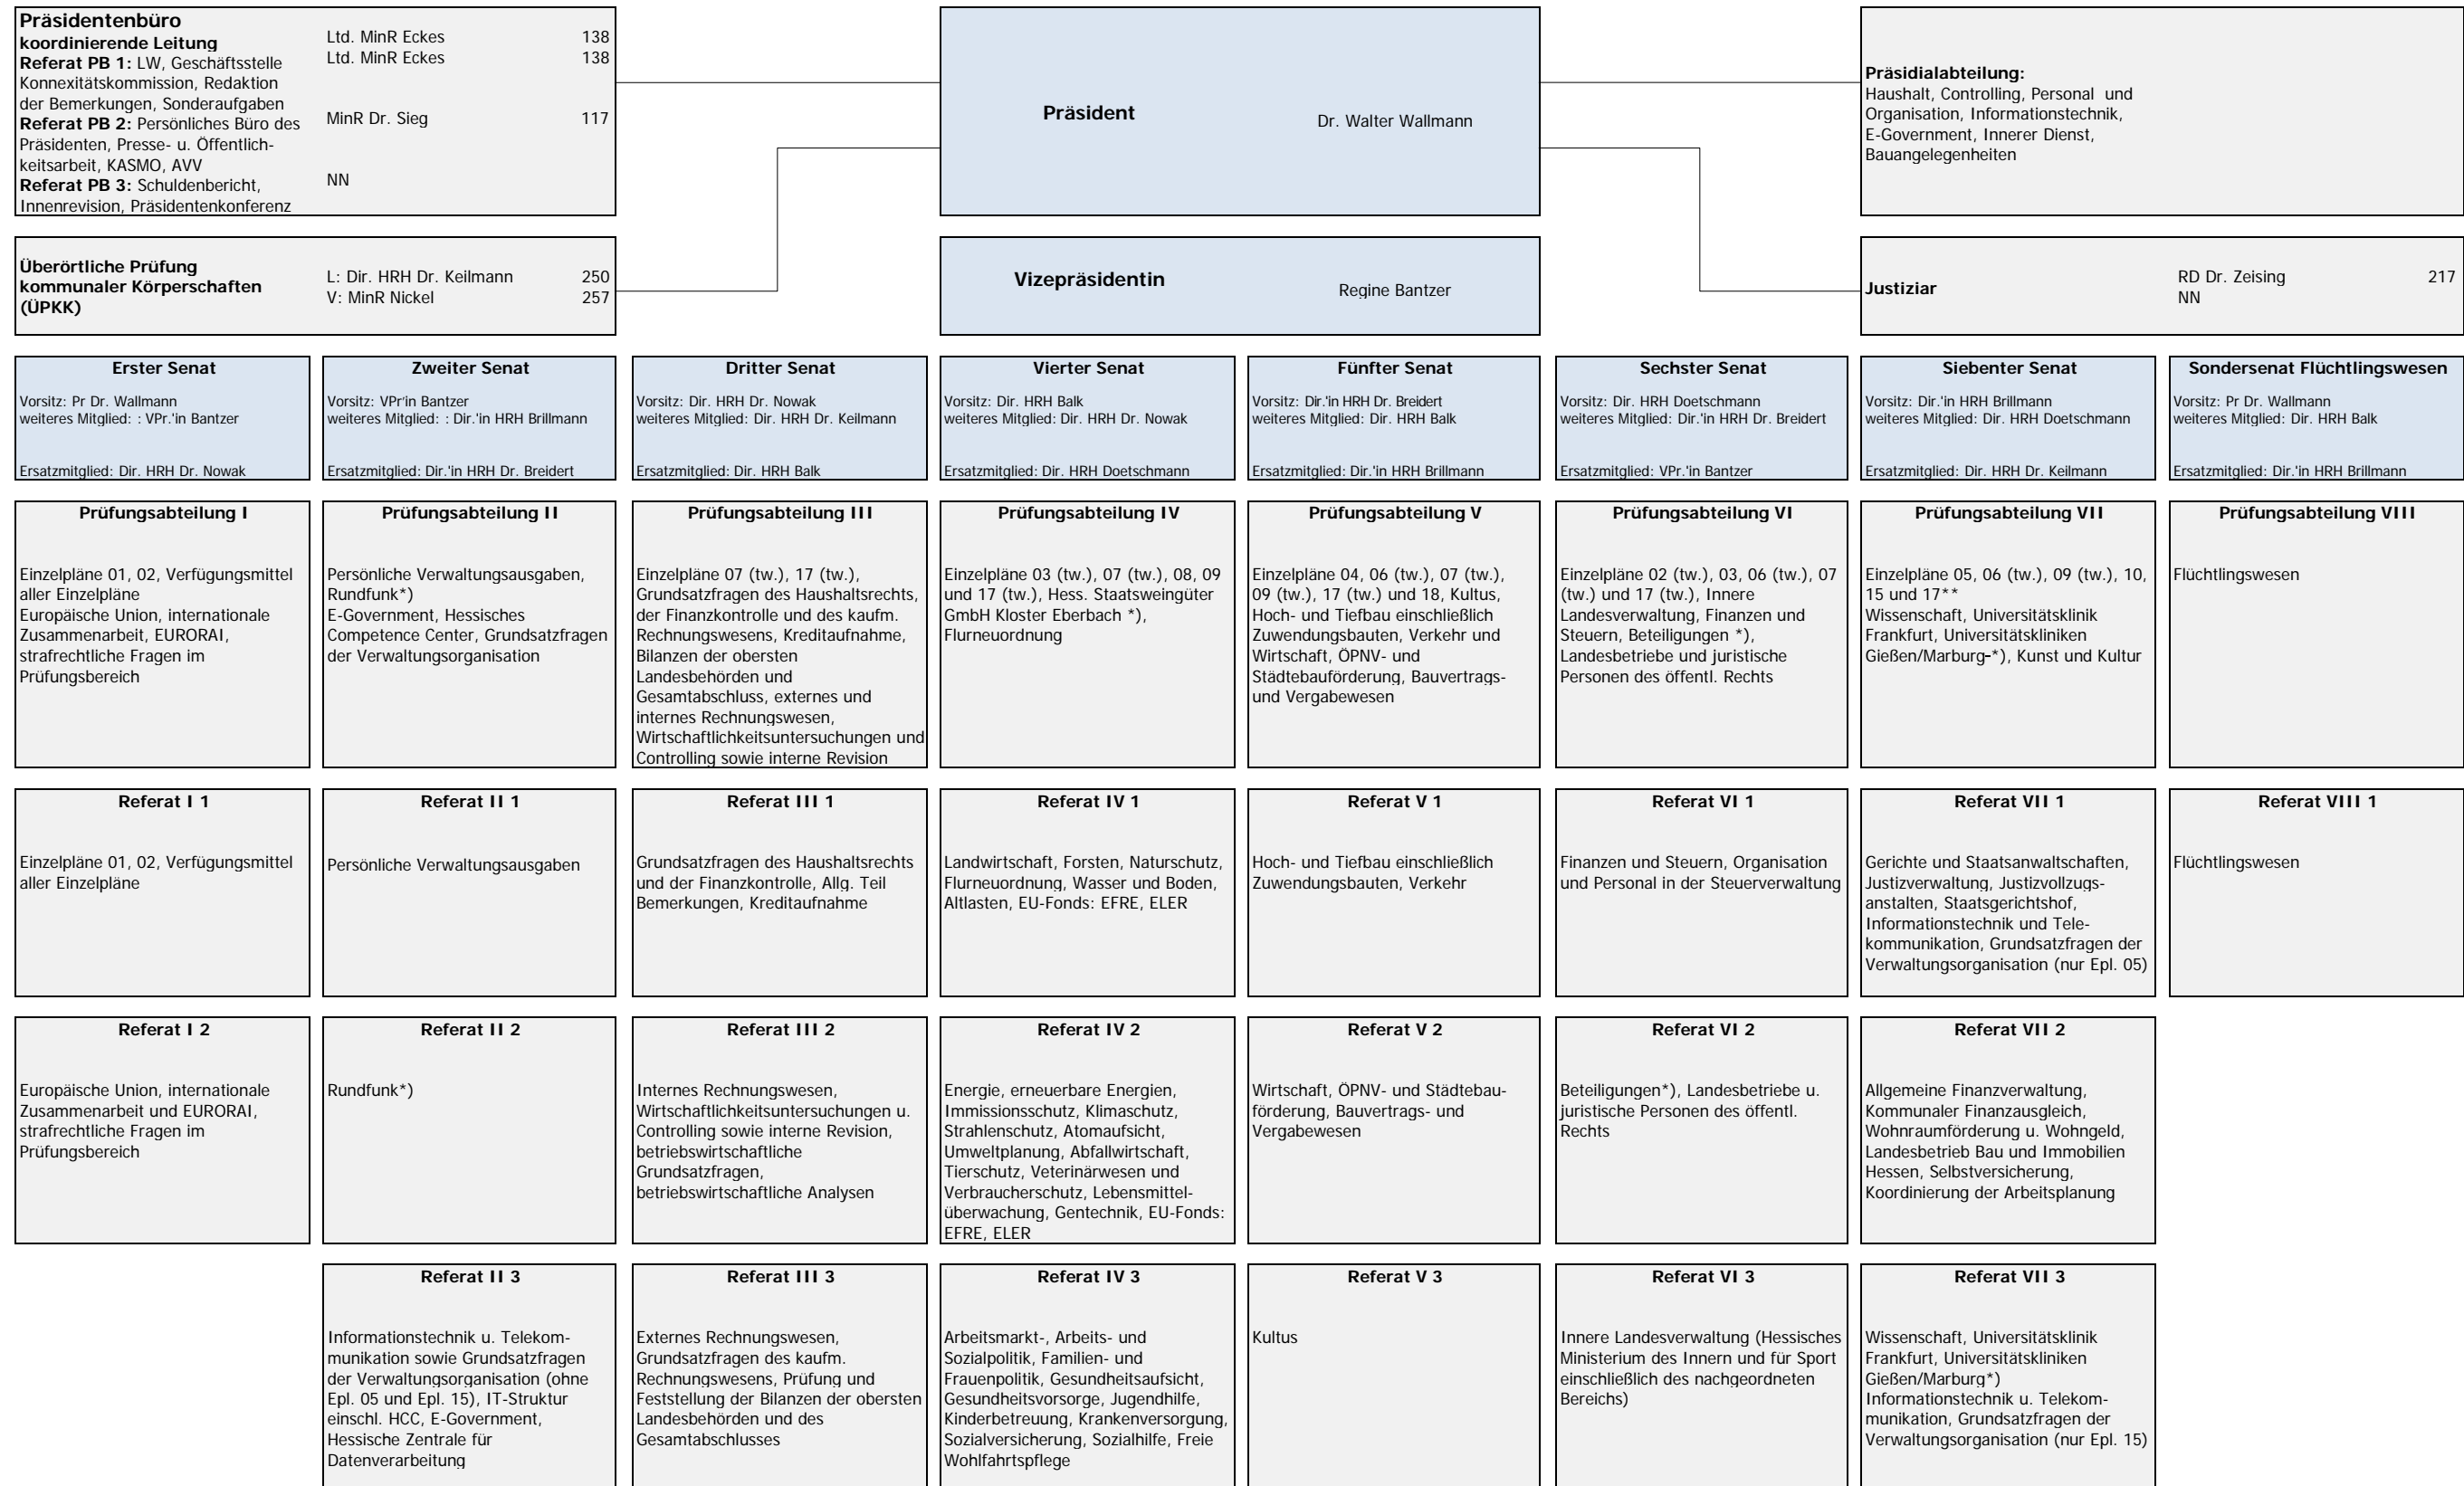 Präsidentenbüro
koordinierende Leitung
Ltd. MinR Eckes 138
Ltd. MinR Eckes 138
Referat PB 1: LW, Geschäftsstelle
Konnexitätskommission, Redaktion
der Bemerkungen, Sonderaufgaben
Referat PB 2: Persönliches Büro des
MinR Dr. Sieg 117
Präsidenten, Presse- u. Öffentlich-
keitsarbeit, KASMO, AVV
Referat PB 3: Schuldenbericht,
NN
Innenrevision, Präsidentenkonferenz
Präsident
Dr. Walter Wallmann
Präsidialabteilung:
Haushalt, Controlling, Personal und
Organisation, Informationstechnik,
E-Government, Innerer Dienst,
Bauangelegenheiten
Überörtliche Prüfung
kommunaler Körperschaften
(ÜPKK)
L: Dir. HRH Dr. Keilmann 250
V: MinR Nickel 257
Vizepräsidentin
Regine Bantzer
Justiziar
RD Dr. Zeising 217
NN
Erster Senat
Vorsitz: Pr Dr. Wallmann
weiteres Mitglied: : VPr.'in Bantzer
Ersatzmitglied: Dir. HRH Dr. Nowak
Zweiter Senat
Vorsitz: VPr'in Bantzer
weiteres Mitglied: : Dir.'in HRH Brillmann
Ersatzmitglied: Dir.'in HRH Dr. Breidert
Dritter Senat
Vorsitz: Dir. HRH Dr. Nowak
weiteres Mitglied: Dir. HRH Dr. Keilmann
Ersatzmitglied: Dir. HRH Balk
Vierter Senat
Vorsitz: Dir. HRH Balk
weiteres Mitglied: Dir. HRH Dr. Nowak
Ersatzmitglied: Dir. HRH Doetschmann
Fünfter Senat
Vorsitz: Dir.'in HRH Dr. Breidert
weiteres Mitglied: Dir. HRH Balk
Ersatzmitglied: Dir.'in HRH Brillmann
Sechster Senat
Vorsitz: Dir. HRH Doetschmann
weiteres Mitglied: Dir.'in HRH Dr. Breidert
Ersatzmitglied: VPr.'in Bantzer
Siebenter Senat
Vorsitz: Dir.'in HRH Brillmann
weiteres Mitglied: Dir. HRH Doetschmann
Ersatzmitglied: Dir. HRH Dr. Keilmann
Sondersenat Flüchtlingswesen
Vorsitz: Pr Dr. Wallmann
weiteres Mitglied: Dir. HRH Balk
Ersatzmitglied: Dir.'in HRH Brillmann
Prüfungsabteilung I
Einzelpläne 01, 02, Verfügungsmittel
aller Einzelpläne
Europäische Union, internationale
Zusammenarbeit, EURORAI,
strafrechtliche Fragen im
Prüfungsbereich
Prüfungsabteilung II
Persönliche Verwaltungsausgaben,
Rundfunk*)
E-Government, Hessisches
Competence Center, Grundsatzfragen
der Verwaltungsorganisation
Prüfungsabteilung III
Einzelpläne 07 (tw.), 17 (tw.),
Grundsatzfragen des Haushaltsrechts,
der Finanzkontrolle und des kaufm.
Rechnungswesens, Kreditaufnahme,
Bilanzen der obersten
Landesbehörden und
Gesamtabschluss, externes und
internes Rechnungswesen,
Wirtschaftlichkeitsuntersuchungen und
Controlling sowie interne Revision
Prüfungsabteilung IV
Einzelpläne 03 (tw.), 07 (tw.), 08, 09
und 17 (tw.), Hess. Staatsweingüter
GmbH Kloster Eberbach *),
Flurneuordnung
Prüfungsabteilung V
Einzelpläne 04, 06 (tw.), 07 (tw.),
09 (tw.), 17 (tw.) und 18, Kultus,
Hoch- und Tiefbau einschließlich
Zuwendungsbauten, Verkehr und
Wirtschaft, ÖPNV- und
Städtebauförderung, Bauvertrags-
und Vergabewesen
Prüfungsabteilung VI
Einzelpläne 02 (tw.), 03, 06 (tw.), 07
(tw.) und 17 (tw.), Innere
Landesverwaltung, Finanzen und
Steuern, Beteiligungen *),
Landesbetriebe und juristische
Personen des öffentl. Rechts
Prüfungsabteilung VII
Einzelpläne 05, 06 (tw.), 09 (tw.), 10,
15 und 17**
Wissenschaft, Universitätsklinik
Frankfurt, Universitätskliniken
Gießen/Marburg-*), Kunst und Kultur
Prüfungsabteilung VIII
Flüchtlingswesen
Referat I 1
Einzelpläne 01, 02, Verfügungsmittel
aller Einzelpläne
Referat II 1
Persönliche Verwaltungsausgaben
Referat III 1
Grundsatzfragen des Haushaltsrechts
und der Finanzkontrolle, Allg. Teil
Bemerkungen, Kreditaufnahme
Referat IV 1
Landwirtschaft, Forsten, Naturschutz,
Flurneuordnung, Wasser und Boden,
Altlasten, EU-Fonds: EFRE, ELER
Referat V 1
Hoch- und Tiefbau einschließlich
Zuwendungsbauten, Verkehr
Referat VI 1
Finanzen und Steuern, Organisation
und Personal in der Steuerverwaltung
Referat VII 1
Gerichte und Staatsanwaltschaften,
Justizverwaltung, Justizvollzugs-
anstalten, Staatsgerichtshof,
Informationstechnik und Tele-
kommunikation, Grundsatzfragen der
Verwaltungsorganisation (nur Epl. 05)
Referat VIII 1
Flüchtlingswesen
Referat I 2
Europäische Union, internationale
Zusammenarbeit und EURORAI,
strafrechtliche Fragen im
Prüfungsbereich
Referat II 2
Rundfunk*)
Referat III 2
Internes Rechnungswesen,
Wirtschaftlichkeitsuntersuchungen u.
Controlling sowie interne Revision,
betriebswirtschaftliche
Grundsatzfragen,
betriebswirtschaftliche Analysen
Referat IV 2
Energie, erneuerbare Energien,
Immissionsschutz, Klimaschutz,
Strahlenschutz, Atomaufsicht,
Umweltplanung, Abfallwirtschaft,
Tierschutz, Veterinärwesen und
Verbraucherschutz, Lebensmittel-
überwachung, Gentechnik, EU-Fonds:
EFRE, ELER
Referat V 2
Wirtschaft, ÖPNV- und Städtebau-
förderung, Bauvertrags- und
Vergabewesen
Referat VI 2
Beteiligungen*), Landesbetriebe u.
juristische Personen des öffentl.
Rechts
Referat VII 2
Allgemeine Finanzverwaltung,
Kommunaler Finanzausgleich,
Wohnraumförderung u. Wohngeld,
Landesbetrieb Bau und Immobilien
Hessen, Selbstversicherung,
Koordinierung der Arbeitsplanung
Referat II 3
Informationstechnik u. Telekom-
munikation sowie Grundsatzfragen
der Verwaltungsorganisation (ohne
Epl. 05 und Epl. 15), IT-Struktur
einschl. HCC, E-Government,
Hessische Zentrale für
Datenverarbeitung
Referat III 3
Externes Rechnungswesen,
Grundsatzfragen des kaufm.
Rechnungswesens, Prüfung und
Feststellung der Bilanzen der obersten
Landesbehörden und des
Gesamtabschlusses
Referat IV 3
Arbeitsmarkt-, Arbeits- und
Sozialpolitik, Familien- und
Frauenpolitik, Gesundheitsaufsicht,
Gesundheitsvorsorge, Jugendhilfe,
Kinderbetreuung, Krankenversorgung,
Sozialversicherung, Sozialhilfe, Freie
Wohlfahrtspflege
Referat V 3
Kultus
Referat VI 3
Innere Landesverwaltung (Hessisches
Ministerium des Innern und für Sport
einschließlich des nachgeordneten
Bereichs)
Referat VII 3
Wissenschaft, Universitätsklinik
Frankfurt, Universitätskliniken
Gießen/Marburg*)
Informationstechnik u. Telekom-
munikation, Grundsatzfragen der
Verwaltungsorganisation (nur Epl. 15)